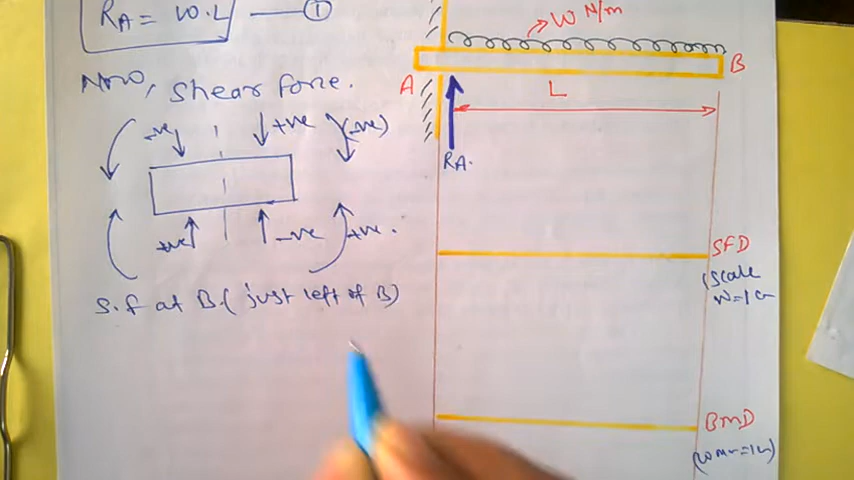 RA = W.L —— ①
Now, Shear force.
-ve +ve (-ve)
+ve -ve +ve.
S.f at B. (just left of B)
W N/m
A B
L
RA.
SFD
(Scale
W=1cm
BMD